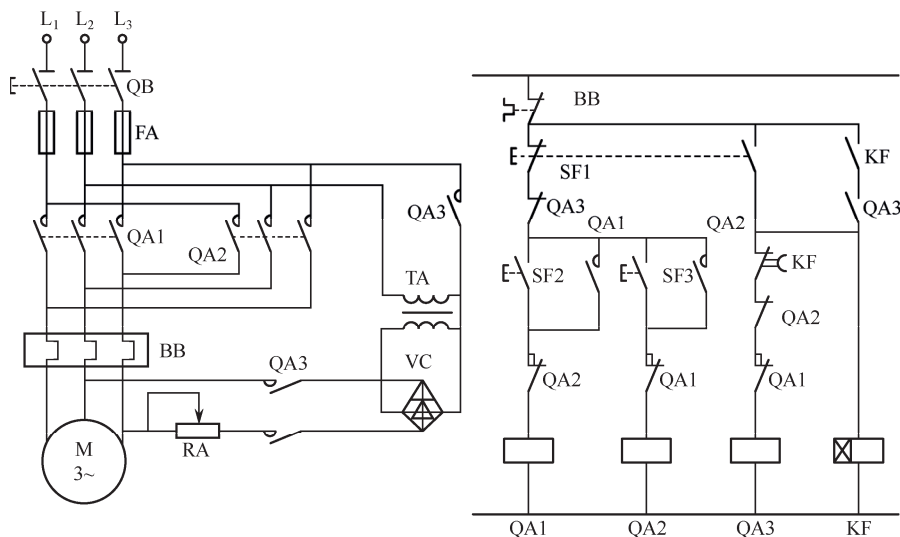 L1 L2 L3
QB
FA
QA1
QA2
QA3
TA
BB
QA3
VC
RA
M
3~
BB
SF1
KF
QA3
QA1
QA2
QA3
SF2
SF3
KF
QA2
QA2
QA1
QA1
QA1
QA2
QA3
KF